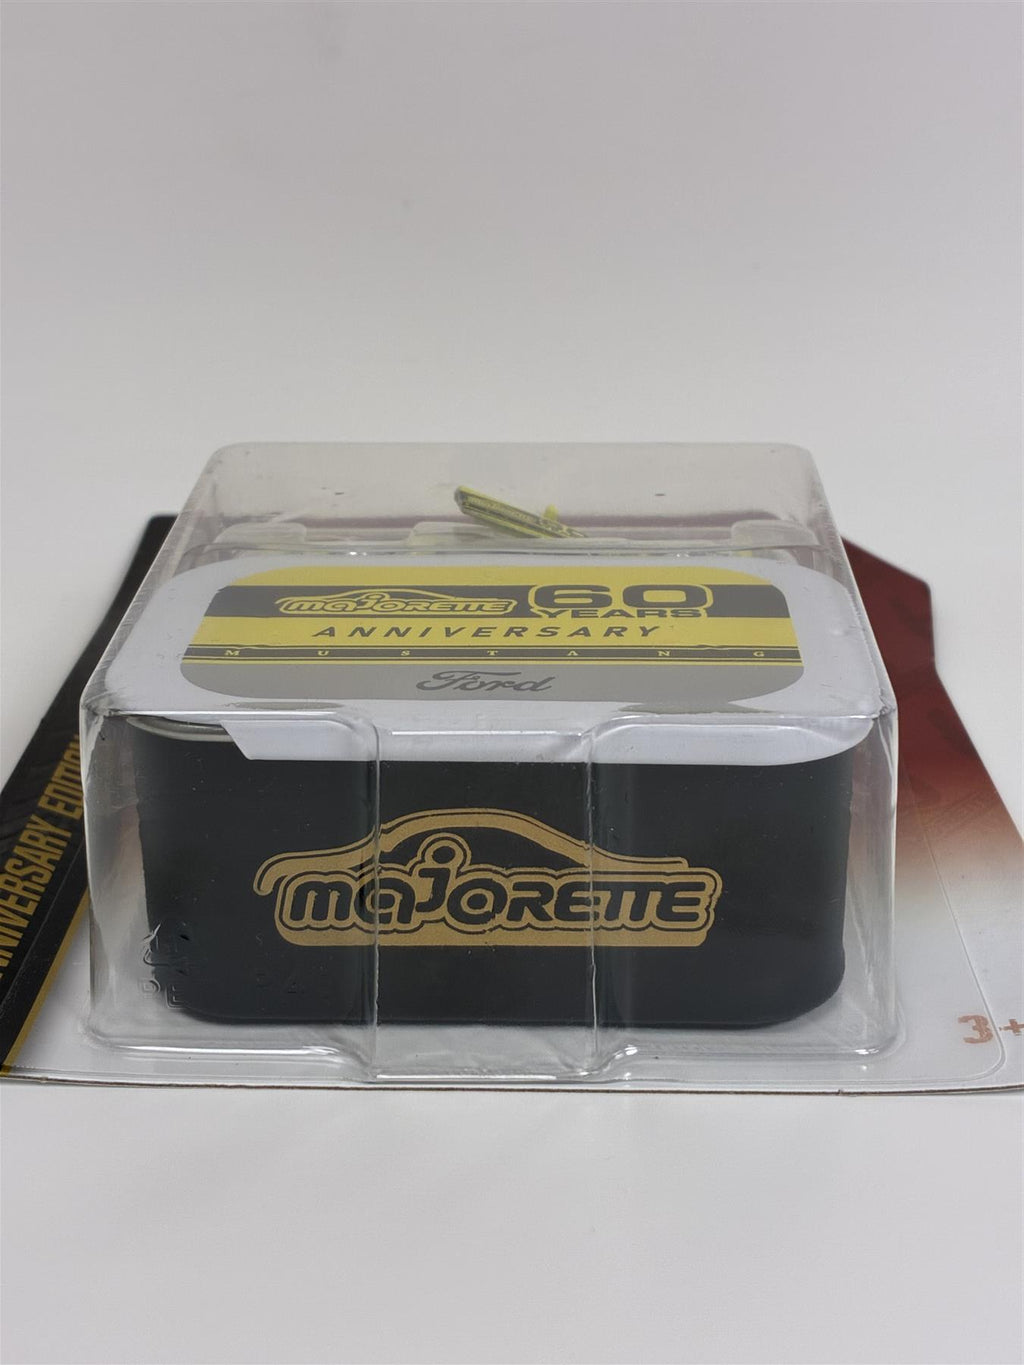 MAJORETTE 60
YEARS
ANNIVERSARY
MUSTANG
Ford
MAJORETTE
ANNIVERSARY EDITION
3+